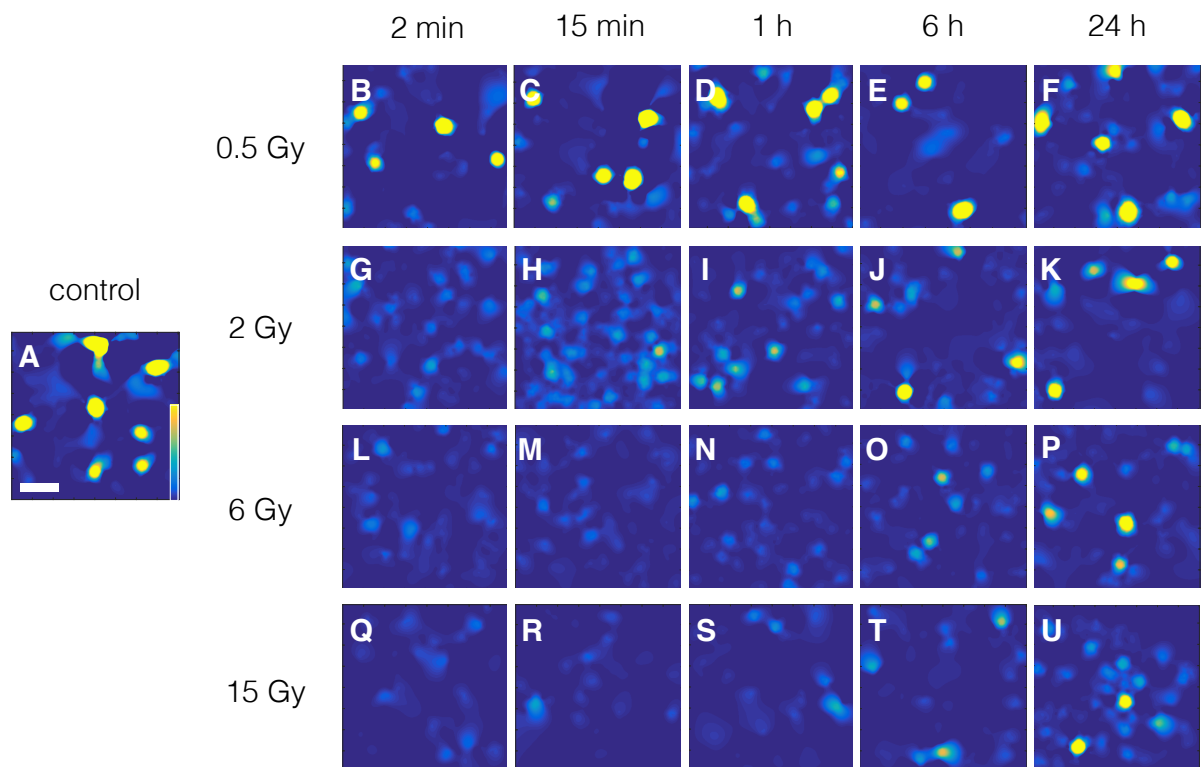 2 min 15 min 1 h 6 h 24 h
0.5 Gy B C D E F
2 Gy G H I J K
control
A
6 Gy L M N O P
15 Gy Q R S T U